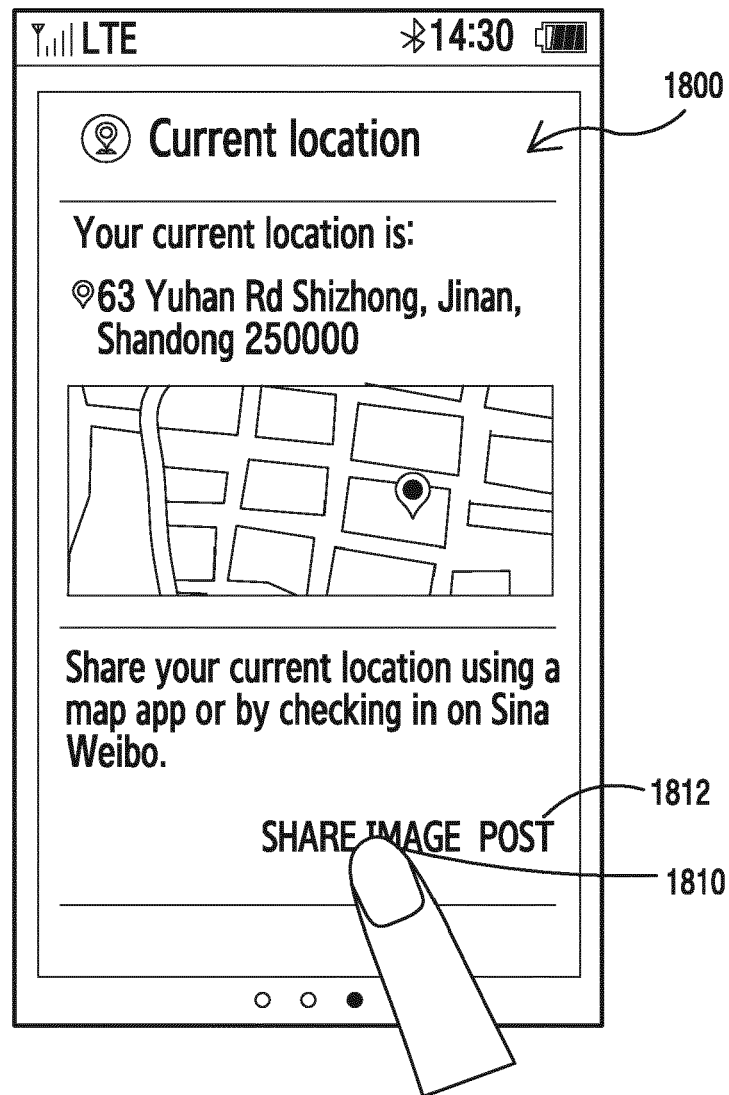 LTE 14:30
1800
Current location
Your current location is:
63 Yuhan Rd Shizhong, Jinan,
Shandong 250000
Share your current location using a
map app or by checking in on Sina
Weibo.
1812
SHARE IMAGE POST
1810